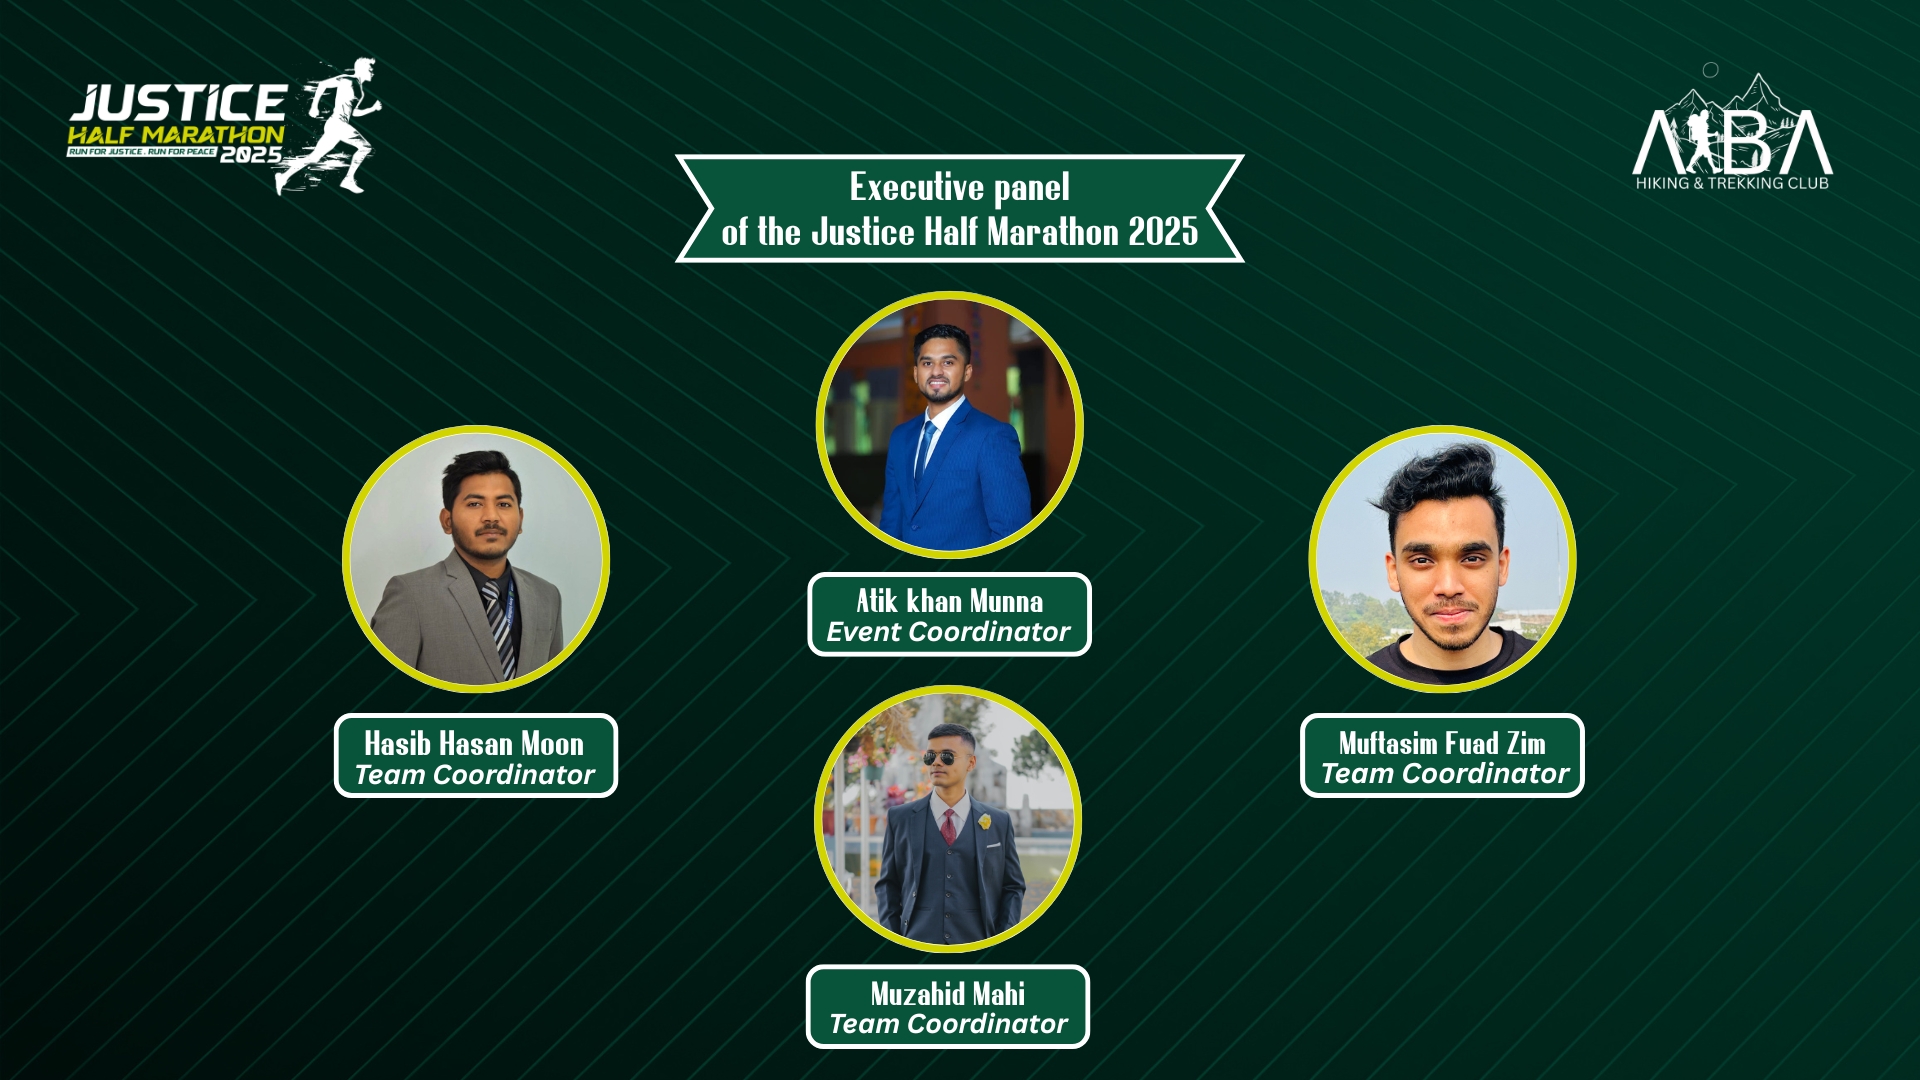 JUSTICE
HALF MARATHON
RUN FOR JUSTICE. RUN FOR PEACE 2025
AIBA
HIKING & TREKKING CLUB
Executive panel
of the Justice Half Marathon 2025
Atik khan Munna
Event Coordinator
Hasib Hasan Moon
Team Coordinator
Muftasim Fuad Zim
Team Coordinator
Muzahid Mahi
Team Coordinator